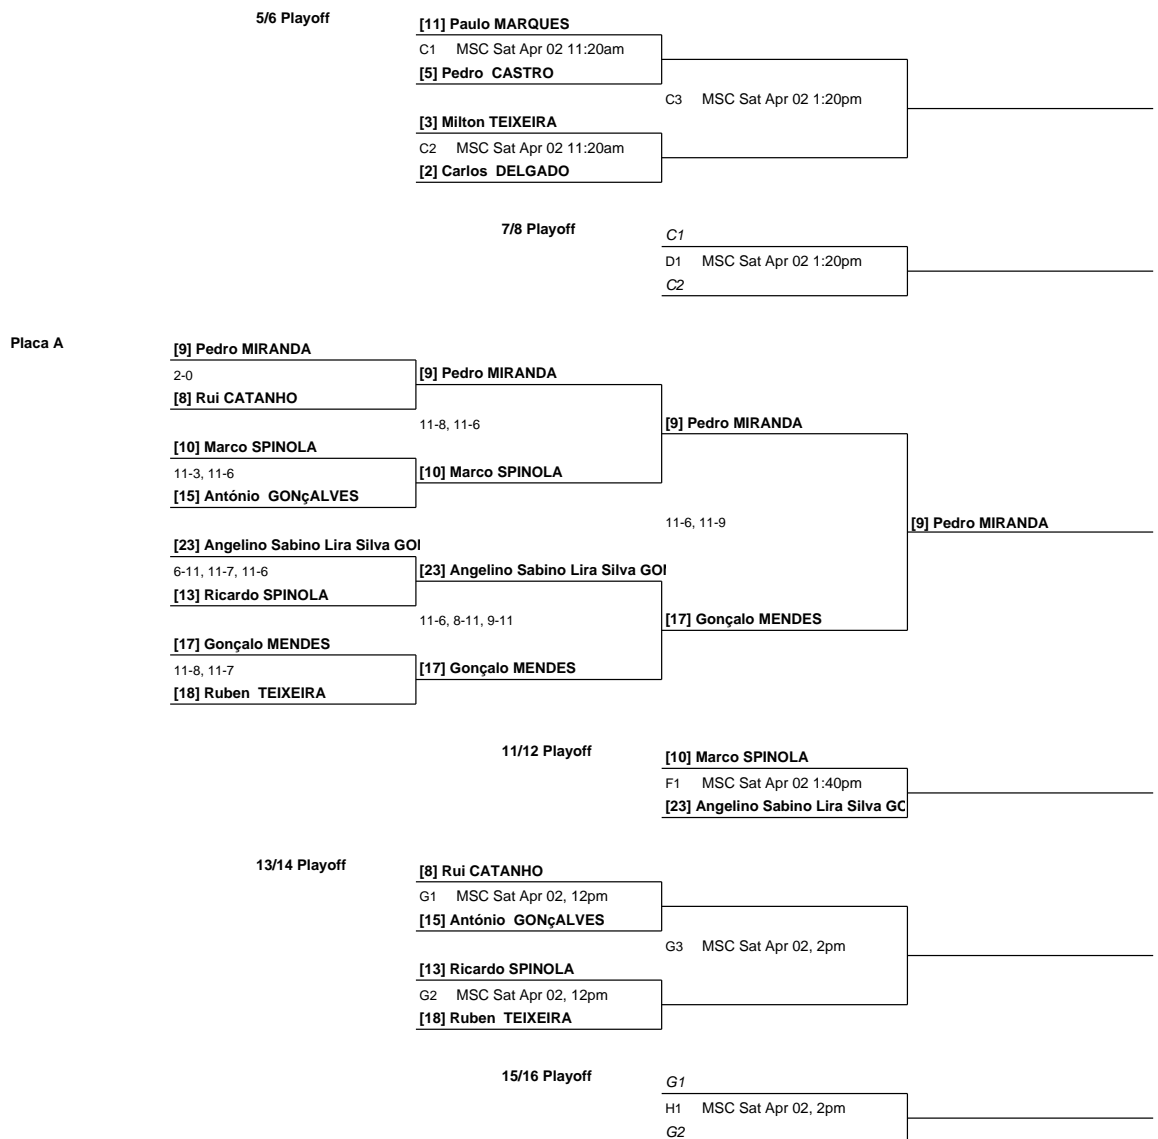 5/6 Playoff
[11] Paulo MARQUES
C1 MSC Sat Apr 02 11:20am
[5] Pedro CASTRO
C3 MSC Sat Apr 02 1:20pm
[3] Milton TEIXEIRA
C2 MSC Sat Apr 02 11:20am
[2] Carlos DELGADO
7/8 Playoff
C1
D1 MSC Sat Apr 02 1:20pm
C2
Placa A
[9] Pedro MIRANDA
2-0
[9] Pedro MIRANDA
[8] Rui CATANHO
11-8, 11-6
[9] Pedro MIRANDA
[10] Marco SPINOLA
11-3, 11-6
[10] Marco SPINOLA
[15] António GONçALVES
11-6, 11-9
[9] Pedro MIRANDA
[23] Angelino Sabino Lira Silva GOI
6-11, 11-7, 11-6
[23] Angelino Sabino Lira Silva GOI
[13] Ricardo SPINOLA
11-6, 8-11, 9-11
[17] Gonçalo MENDES
[17] Gonçalo MENDES
11-8, 11-7
[17] Gonçalo MENDES
[18] Ruben TEIXEIRA
11/12 Playoff
[10] Marco SPINOLA
F1 MSC Sat Apr 02 1:40pm
[23] Angelino Sabino Lira Silva GC
13/14 Playoff
[8] Rui CATANHO
G1 MSC Sat Apr 02, 12pm
[15] António GONçALVES
G3 MSC Sat Apr 02, 2pm
[13] Ricardo SPINOLA
G2 MSC Sat Apr 02, 12pm
[18] Ruben TEIXEIRA
15/16 Playoff
G1
H1 MSC Sat Apr 02, 2pm
G2